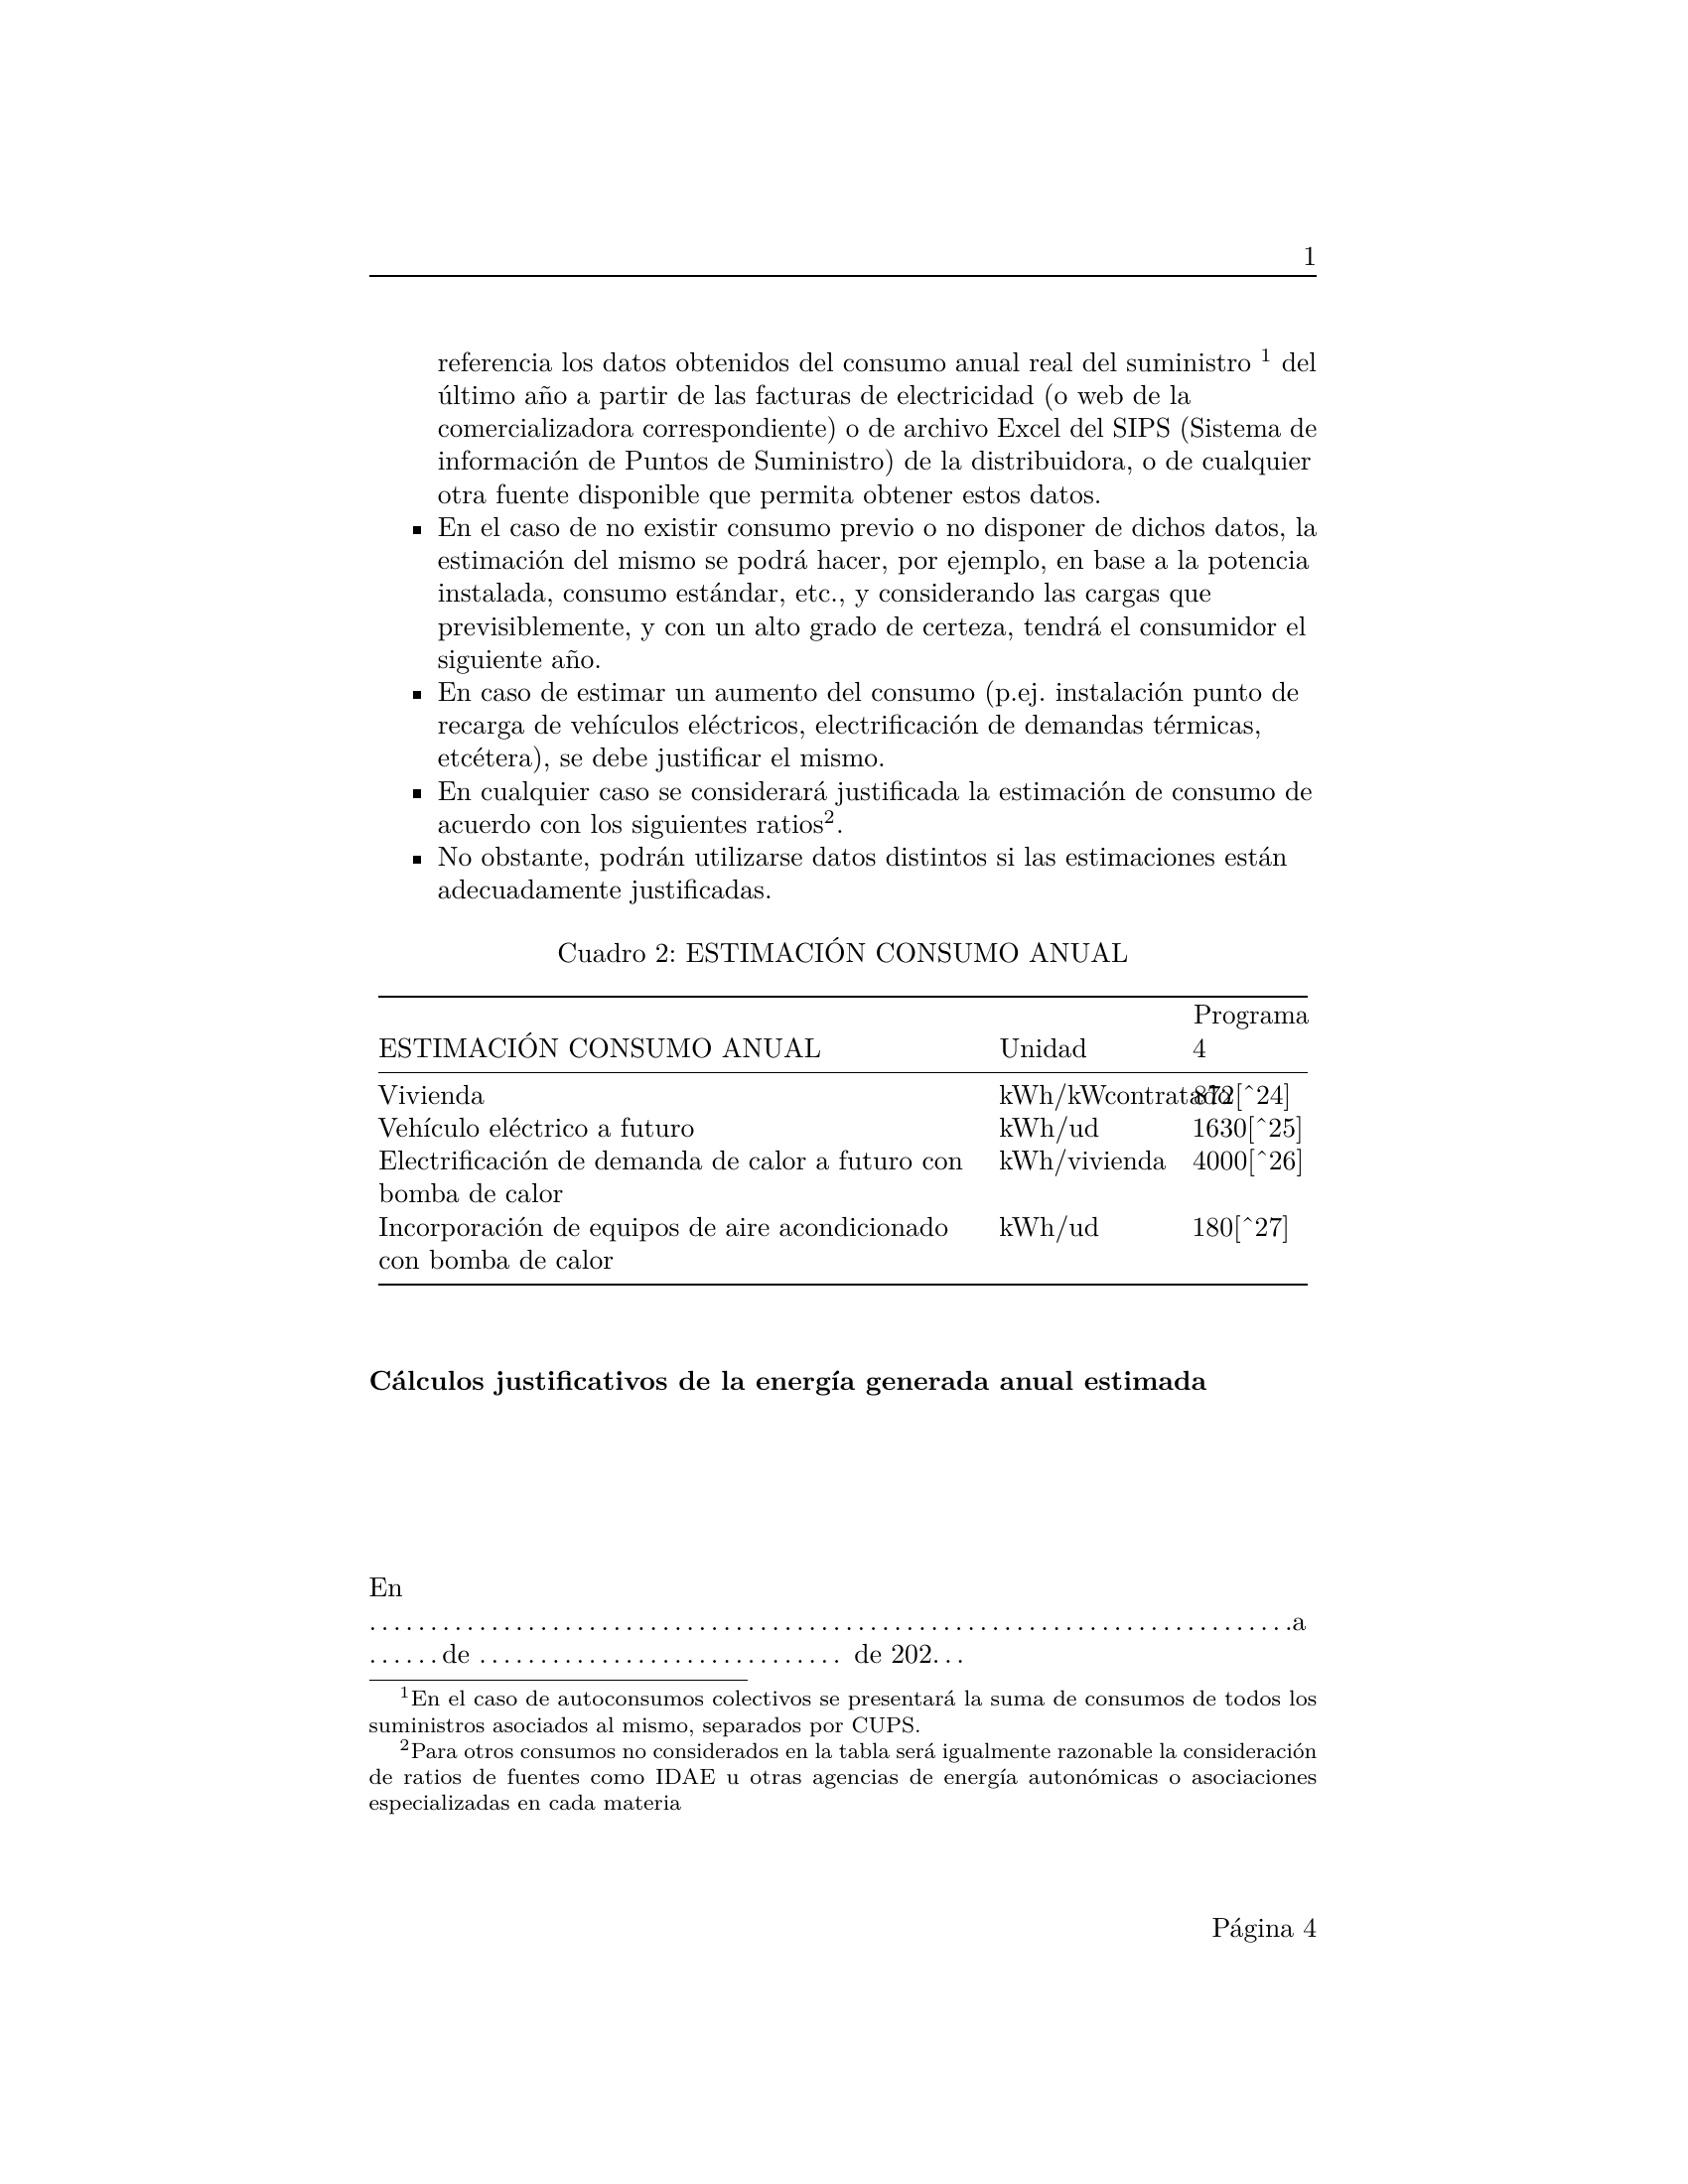 1
referencia los datos obtenidos del consumo anual real del suministro 1 del
último año a partir de las facturas de electricidad (o web de la
comercializadora correspondiente) o de archivo Excel del SIPS (Sistema de
información de Puntos de Suministro) de la distribuidora, o de cualquier
otra fuente disponible que permita obtener estos datos.
▪ En el caso de no existir consumo previo o no disponer de dichos datos, la
estimación del mismo se podrá hacer, por ejemplo, en base a la potencia
instalada, consumo estándar, etc., y considerando las cargas que
previsiblemente, y con un alto grado de certeza, tendrá el consumidor el
siguiente año.
▪ En caso de estimar un aumento del consumo (p.ej. instalación punto de
recarga de vehículos eléctricos, electrificación de demandas térmicas,
etcétera), se debe justificar el mismo.
▪ En cualquier caso se considerará justificada la estimación de consumo de
acuerdo con los siguientes ratios2.
▪ No obstante, podrán utilizarse datos distintos si las estimaciones están
adecuadamente justificadas.
Cuadro 2: ESTIMACIÓN CONSUMO ANUAL
Programa
ESTIMACIÓN CONSUMO ANUAL Unidad 4
Vivienda kWh/kWcontratado 872[^24]
Vehículo eléctrico a futuro kWh/ud 1630[^25]
Electrificación de demanda de calor a futuro con kWh/vivienda 4000[^26]
bomba de calor
Incorporación de equipos de aire acondicionado kWh/ud 180[^27]
con bomba de calor
Cálculos justificativos de la energía generada anual estimada
En
............................................................................a
......de .............................. de 202...
1En el caso de autoconsumos colectivos se presentará la suma de consumos de todos los
suministros asociados al mismo, separados por CUPS.
2Para otros consumos no considerados en la tabla será igualmente razonable la consideración
de ratios de fuentes como IDAE u otras agencias de energía autonómicas o asociaciones
especializadas en cada materia
Página 4